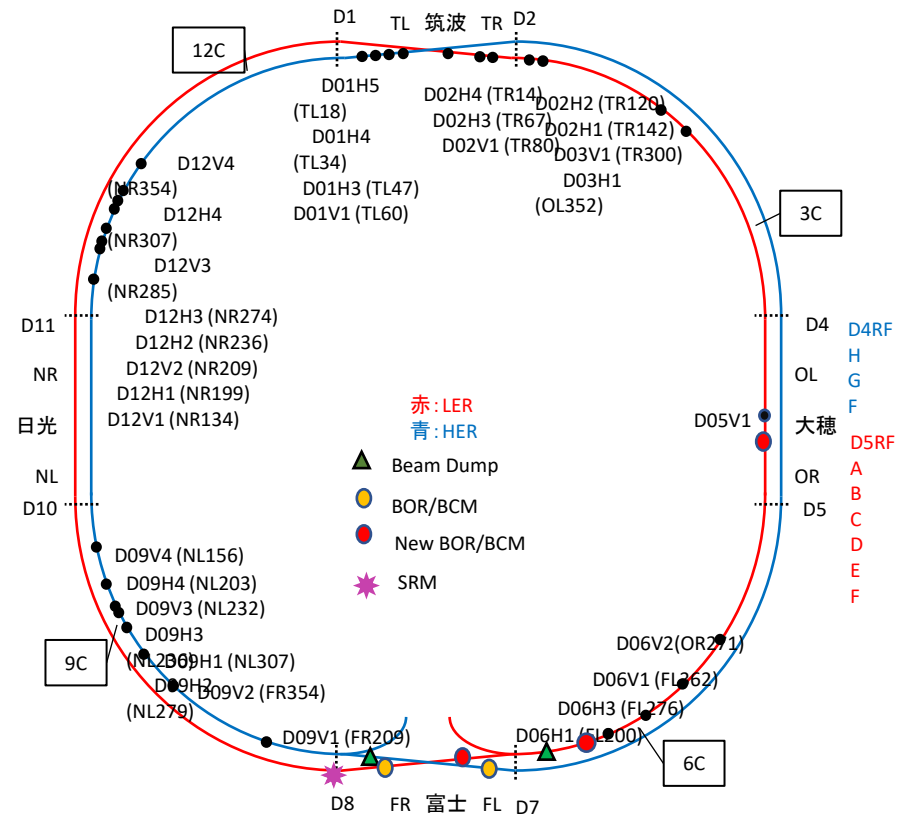 D1
TL 筑波 TR
D2
12C
D01H5
(TL18)
D01H4
(TL34)
D01H3 (TL47)
D01V1 (TL60)
D02H4 (TR14)
D02H3 (TR67)
D02V1 (TR80)
D02H2 (TR120)
D02H1 (TR142)
D03V1 (TR300)
D03H1
(OL352)
3C
D12V4
(NR354)
D12H4
(NR307)
D12V3
(NR285)
D12H3 (NR274)
D12H2 (NR236)
D12V2 (NR209)
D12H1 (NR199)
D12V1 (NR134)
D11
NR
日光
NL
D10
D4
OL
大穂
OR
D5
D4RF
H
G
F
D5RF
A
B
C
D
E
F
D05V1
赤：LER
青：HER
Beam Dump
BOR/BCM
New BOR/BCM
SRM
D09V4 (NL156)
D09H4 (NL203)
D09V3 (NL232)
D09H3
(NL236)
D09H1 (NL307)
D09H2
(NL279)
D09V2 (FR354)
D09V1 (FR209)
9C
D06V2(OR271)
D06V1 (FL362)
D06H3 (FL276)
D06H1 (FL200)
6C
D8
FR 富士 FL
D7